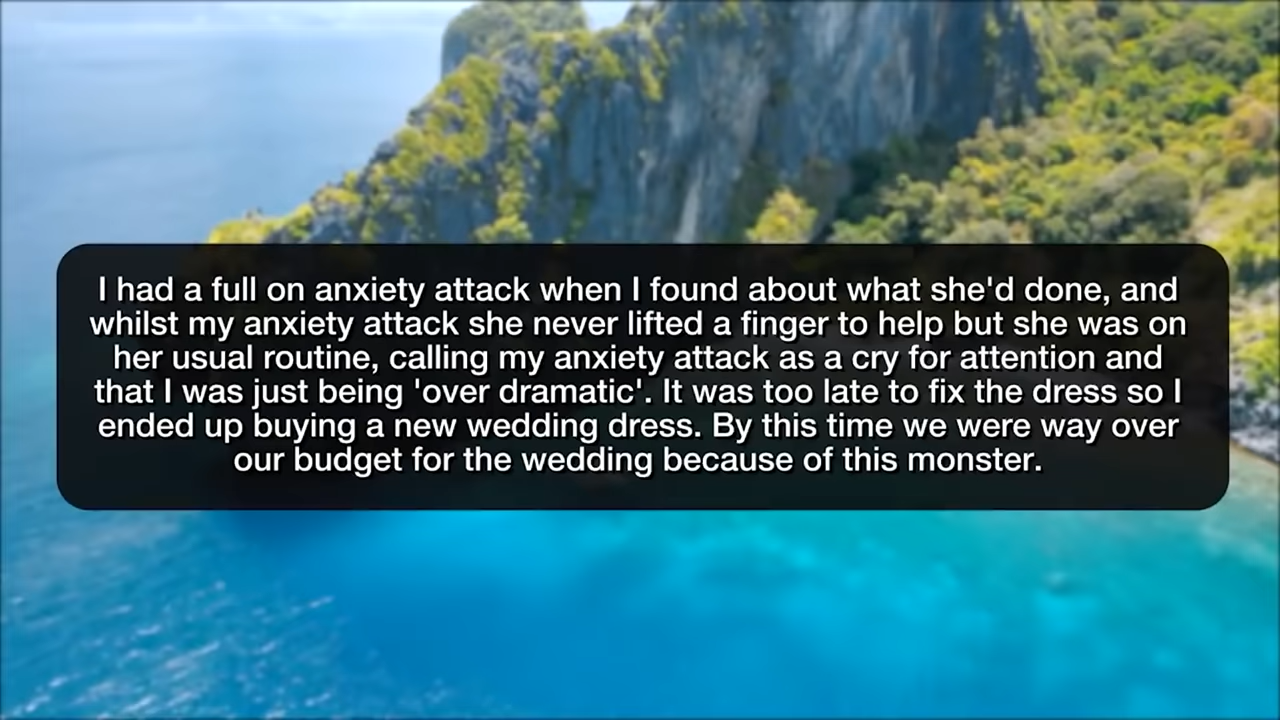 I had a full on anxiety attack when I found about what she'd done, and
whilst my anxiety attack she never lifted a finger to help but she was on
her usual routine, calling my anxiety attack as a cry for attention and
that I was just being 'over dramatic'. It was too late to fix the dress so I
ended up buying a new wedding dress. By this time we were way over
our budget for the wedding because of this monster.